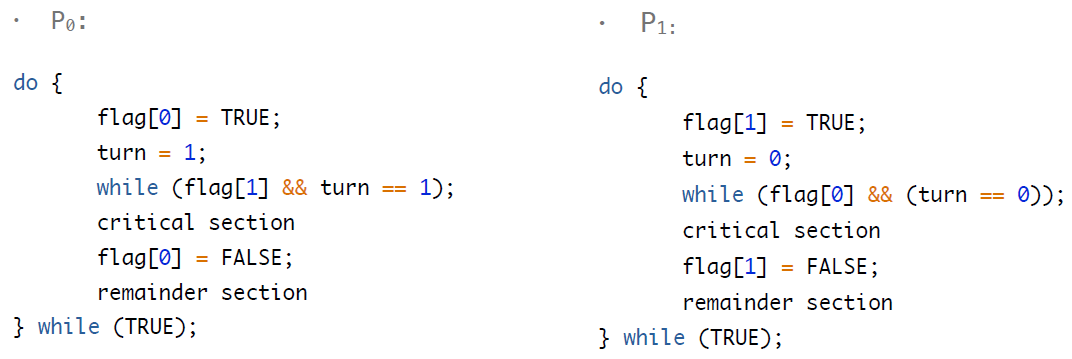 · P₀:
do {
flag[0] = TRUE;
turn = 1;
while (flag[1] && turn == 1);
critical section
flag[0] = FALSE;
remainder section
} while (TRUE);
· P₁:
do {
flag[1] = TRUE;
turn = 0;
while (flag[0] && (turn == 0));
critical section
flag[1] = FALSE;
remainder section
} while (TRUE);